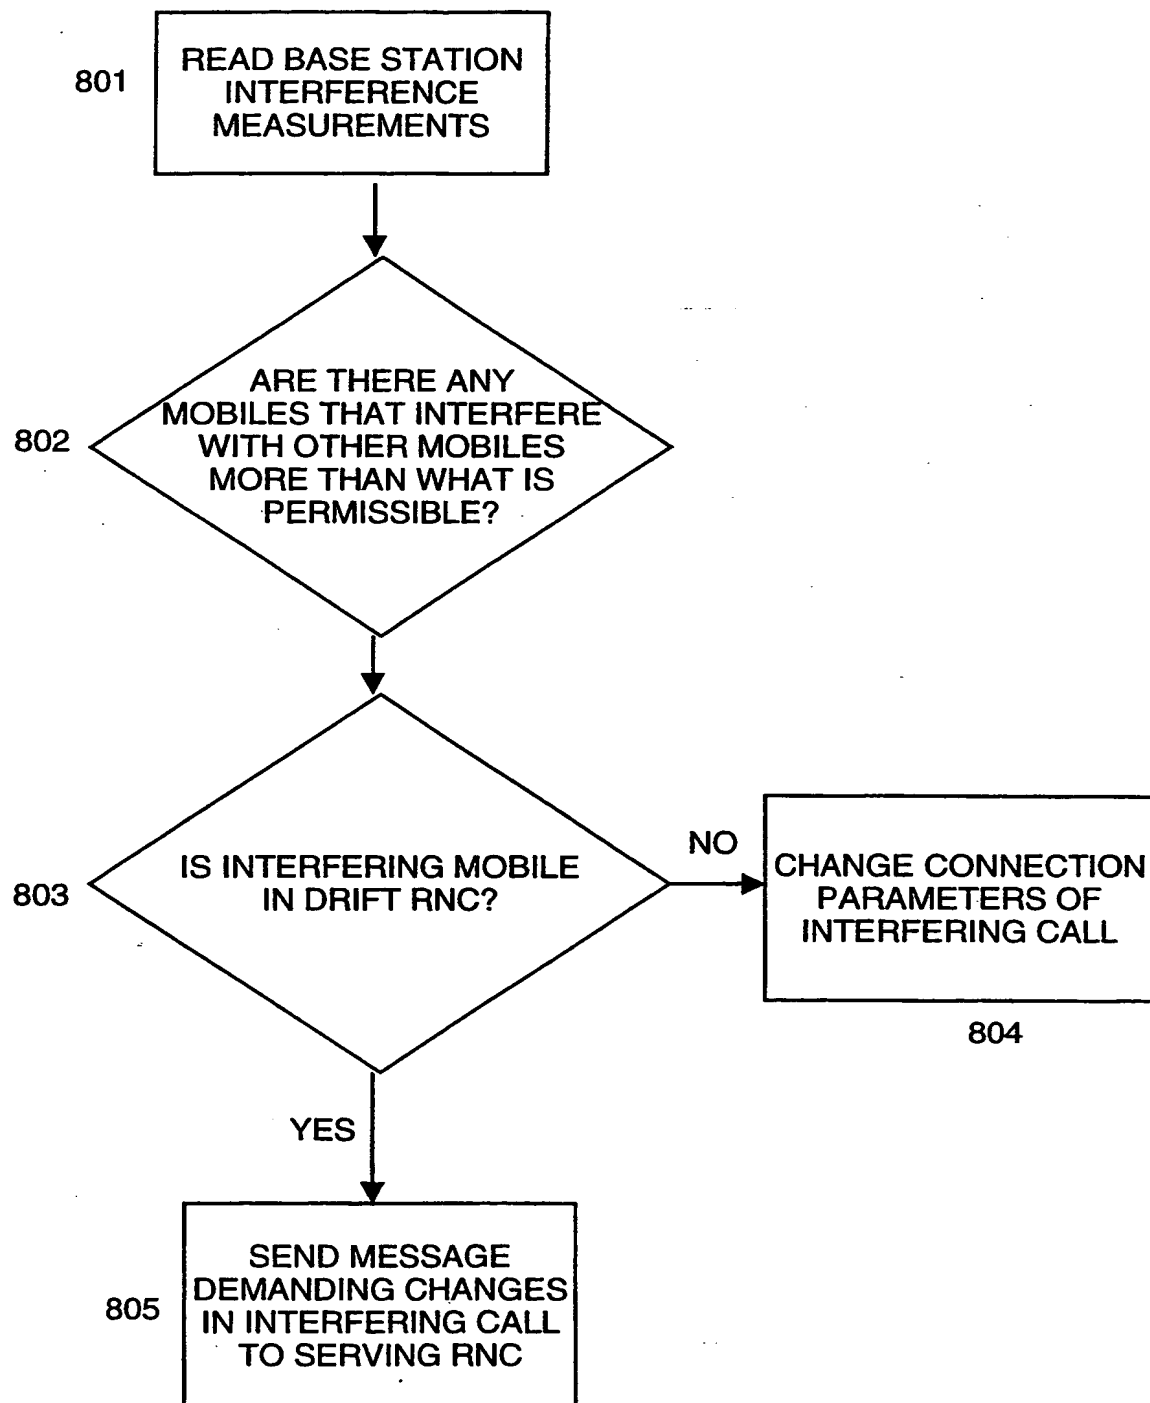 801
READ BASE STATION
INTERFERENCE
MEASUREMENTS
802
ARE THERE ANY
MOBILES THAT INTERFERE
WITH OTHER MOBILES
MORE THAN WHAT IS
PERMISSIBLE?
803
IS INTERFERING MOBILE
IN DRIFT RNC?
NO
CHANGE CONNECTION
PARAMETERS OF
INTERFERING CALL
804
YES
805
SEND MESSAGE
DEMANDING CHANGES
IN INTERFERING CALL
TO SERVING RNC